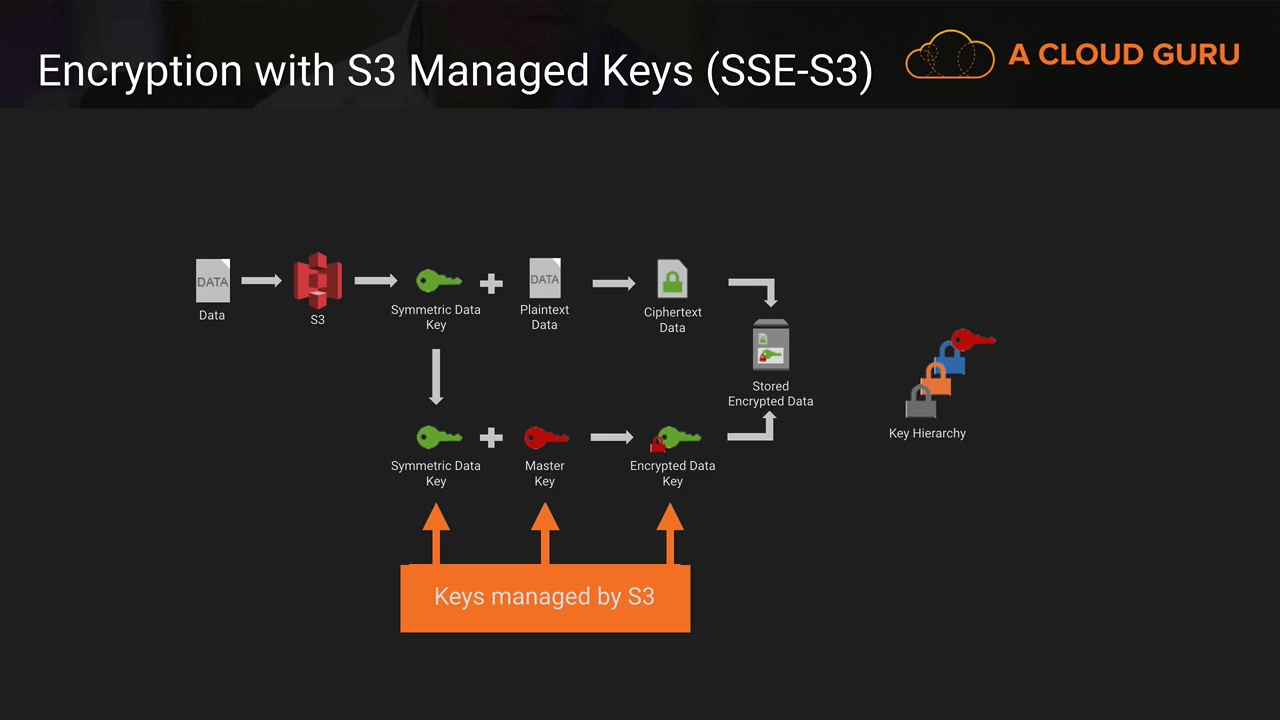 Encryption with S3 Managed Keys (SSE-S3)
A CLOUD GURU
DATA
Data
S3
Symmetric Data
Key
DATA
Plaintext
Data
Ciphertext
Data
Stored
Encrypted Data
Symmetric Data
Key
Master
Key
Encrypted Data
Key
Key Hierarchy
Keys managed by S3